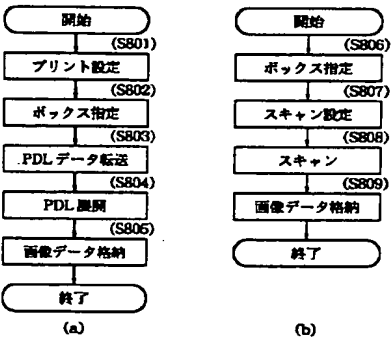 開始
(S801)
プリント設定
(S802)
ボックス指定
(S803)
PDLデータ転送
(S804)
PDL展開
(S805)
画像データ格納
終了
(a)
開始
(S806)
ボックス指定
(S807)
スキャン設定
(S808)
スキャン
(S809)
画像データ格納
終了
(b)